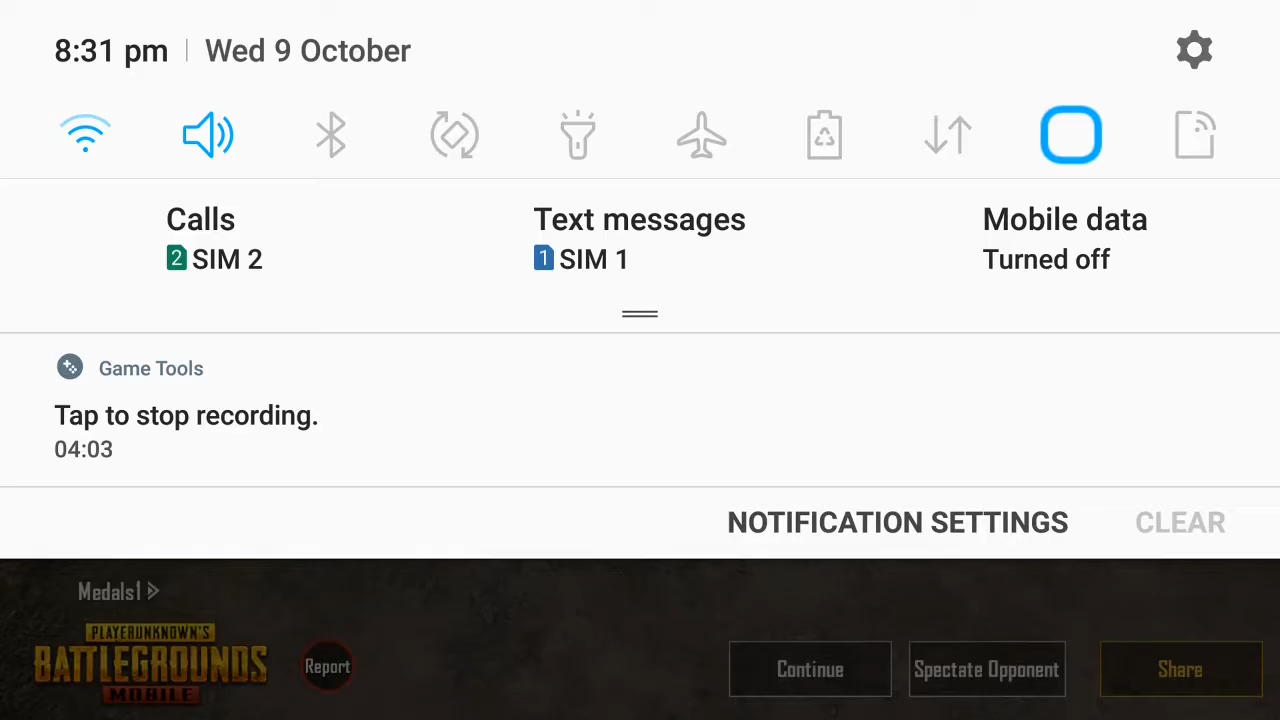 8:31 pm | Wed 9 October
Calls
2 SIM 2
Text messages
1 SIM 1
Mobile data
Turned off
Game Tools
Tap to stop recording.
04:03
NOTIFICATION SETTINGS
CLEAR
Medals1
PLAYERUNKNOWN'S
BATTLEGROUNDS
MOBILE
Report
Continue
Spectate Opponent
Share